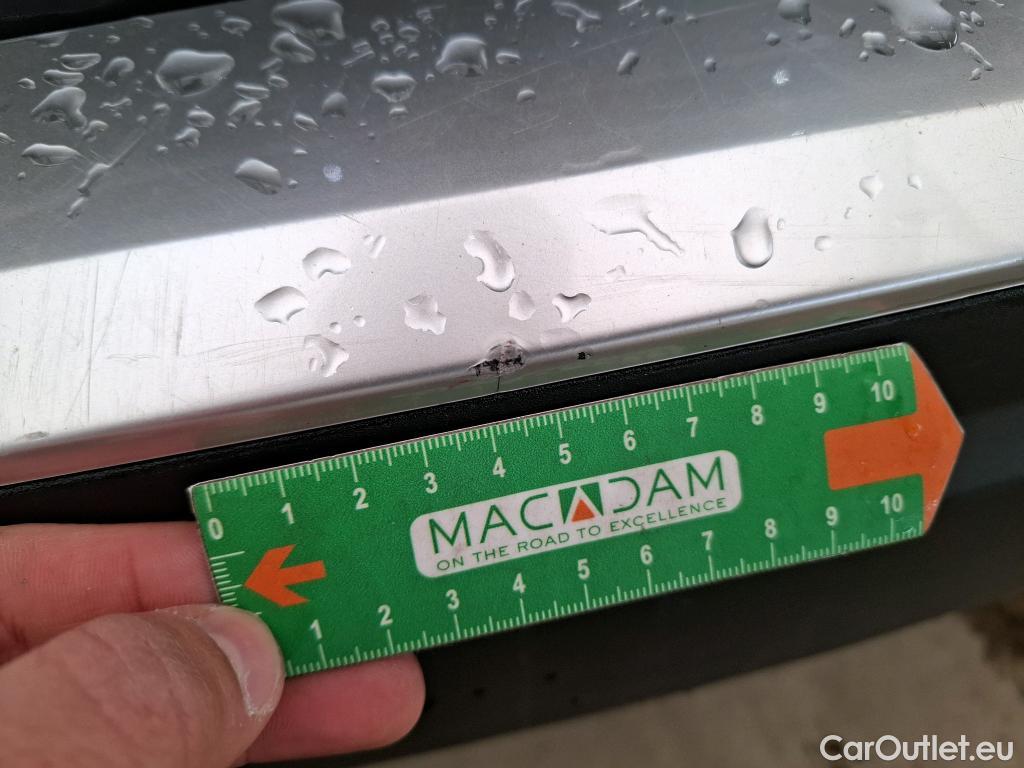 0 1 2 3 4 5 6 7 8 9 10
MACADAM
ON THE ROAD TO EXCELLENCE
1 2 3 4 5 6 7 8 9 10
CarOutlet.eu